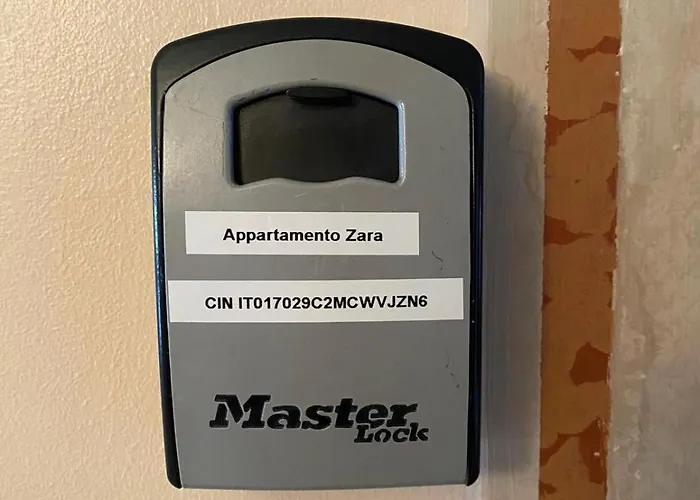 Appartamento Zara
CIN IT017029C2MCWVJZN6
Master
Lock